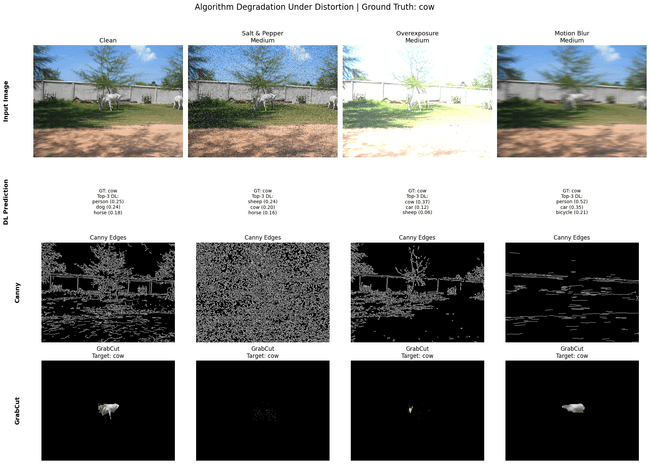 Algorithm Degradation Under Distortion | Ground Truth: cow
Clean
Salt & Pepper
Medium
Overexposure
Medium
Motion Blur
Medium
Input Image
DL Prediction
GT: cow
Top-3 DL:
person (0.25)
dog (0.24)
horse (0.18)
GT: cow
Top-3 DL:
sheep (0.24)
cow (0.20)
horse (0.16)
GT: cow
Top-3 DL:
cow (0.37)
car (0.12)
sheep (0.06)
GT: cow
Top-3 DL:
person (0.52)
car (0.35)
bicycle (0.21)
Canny
Canny Edges
Canny Edges
Canny Edges
Canny Edges
GrabCut
GrabCut
Target: cow
GrabCut
Target: cow
GrabCut
Target: cow
GrabCut
Target: cow